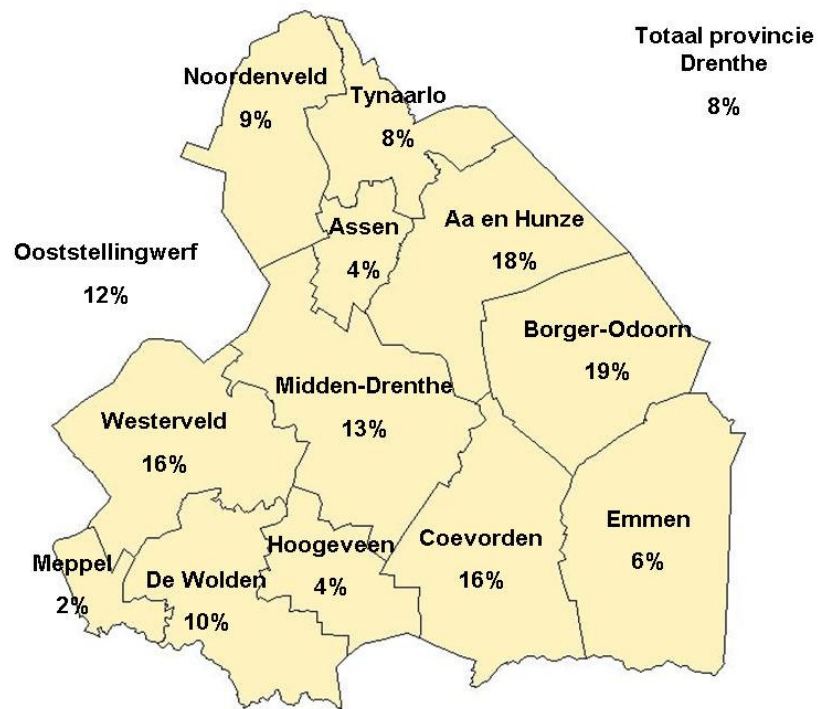 Totaal provincie
Drenthe
8%
Noordenveld
9%
Tynaarlo
8%
Assen
4%
Aa en Hunze
18%
Ooststellingwerf
12%
Borger-Odoorn
19%
Midden-Drenthe
13%
Westerveld
16%
Emmen
6%
Coevorden
16%
Hoogeveen
4%
Meppel
2%
De Wolden
10%